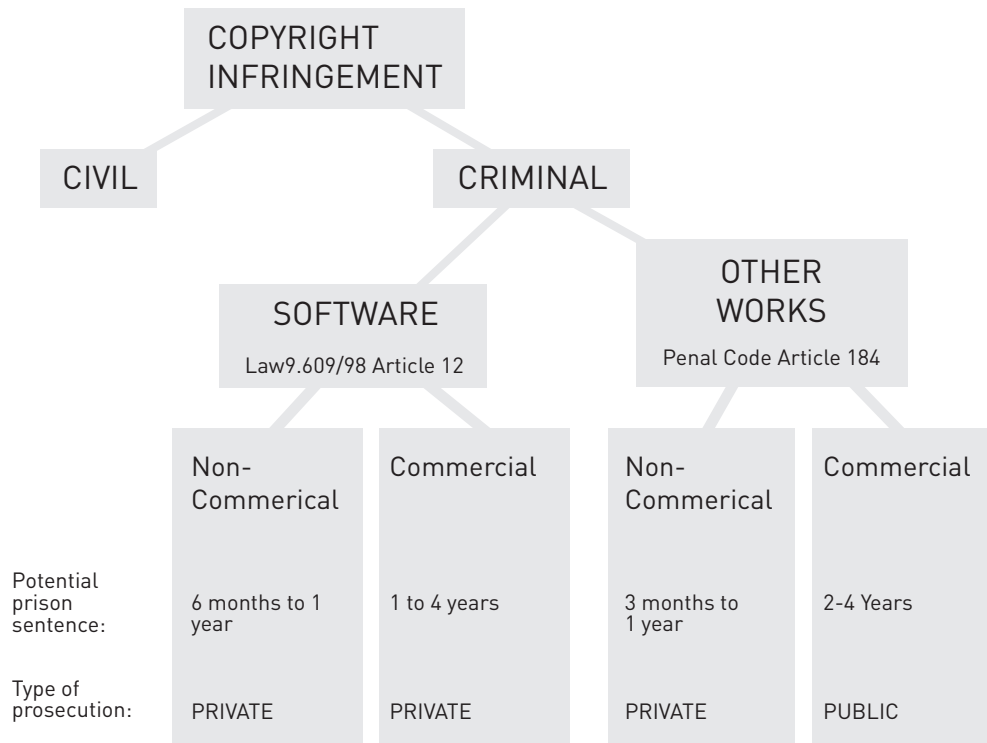 COPYRIGHT
INFRINGEMENT
CIVIL
CRIMINAL
SOFTWARE
Law9.609/98 Article 12
OTHER
WORKS
Penal Code Article 184
Non-
Commerical
Commercial
Non-
Commerical
Commercial
Potential
prison
sentence:
6 months to 1
year
1 to 4 years
3 months to
1 year
2-4 Years
Type of
prosecution:
PRIVATE
PRIVATE
PRIVATE
PUBLIC